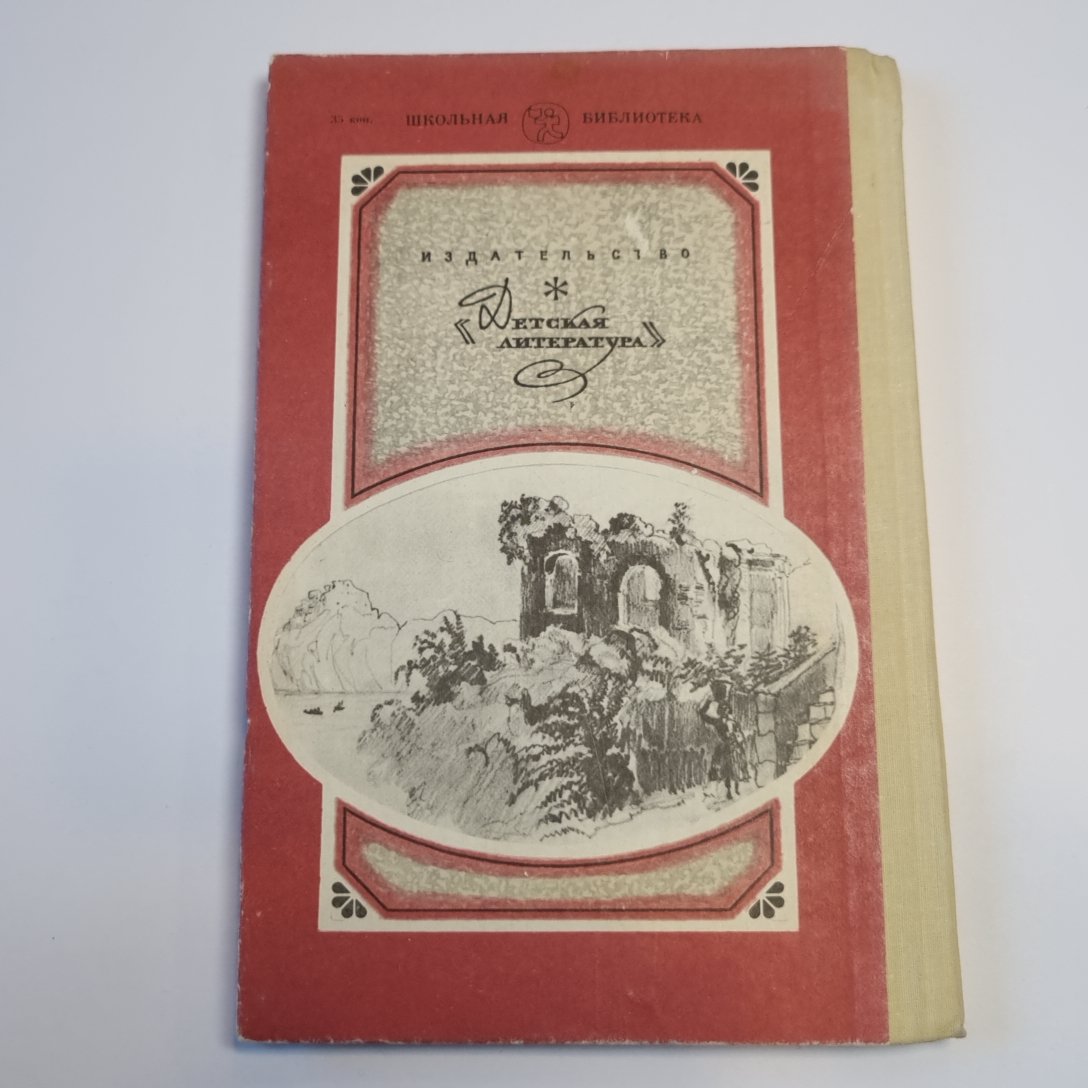 35 коп. ШКОЛЬНАЯ БИБЛИОТЕКА
ИЗДАТЕЛЬСТВО
«ДЕТСКАЯ
ЛИТЕРАТУРА»